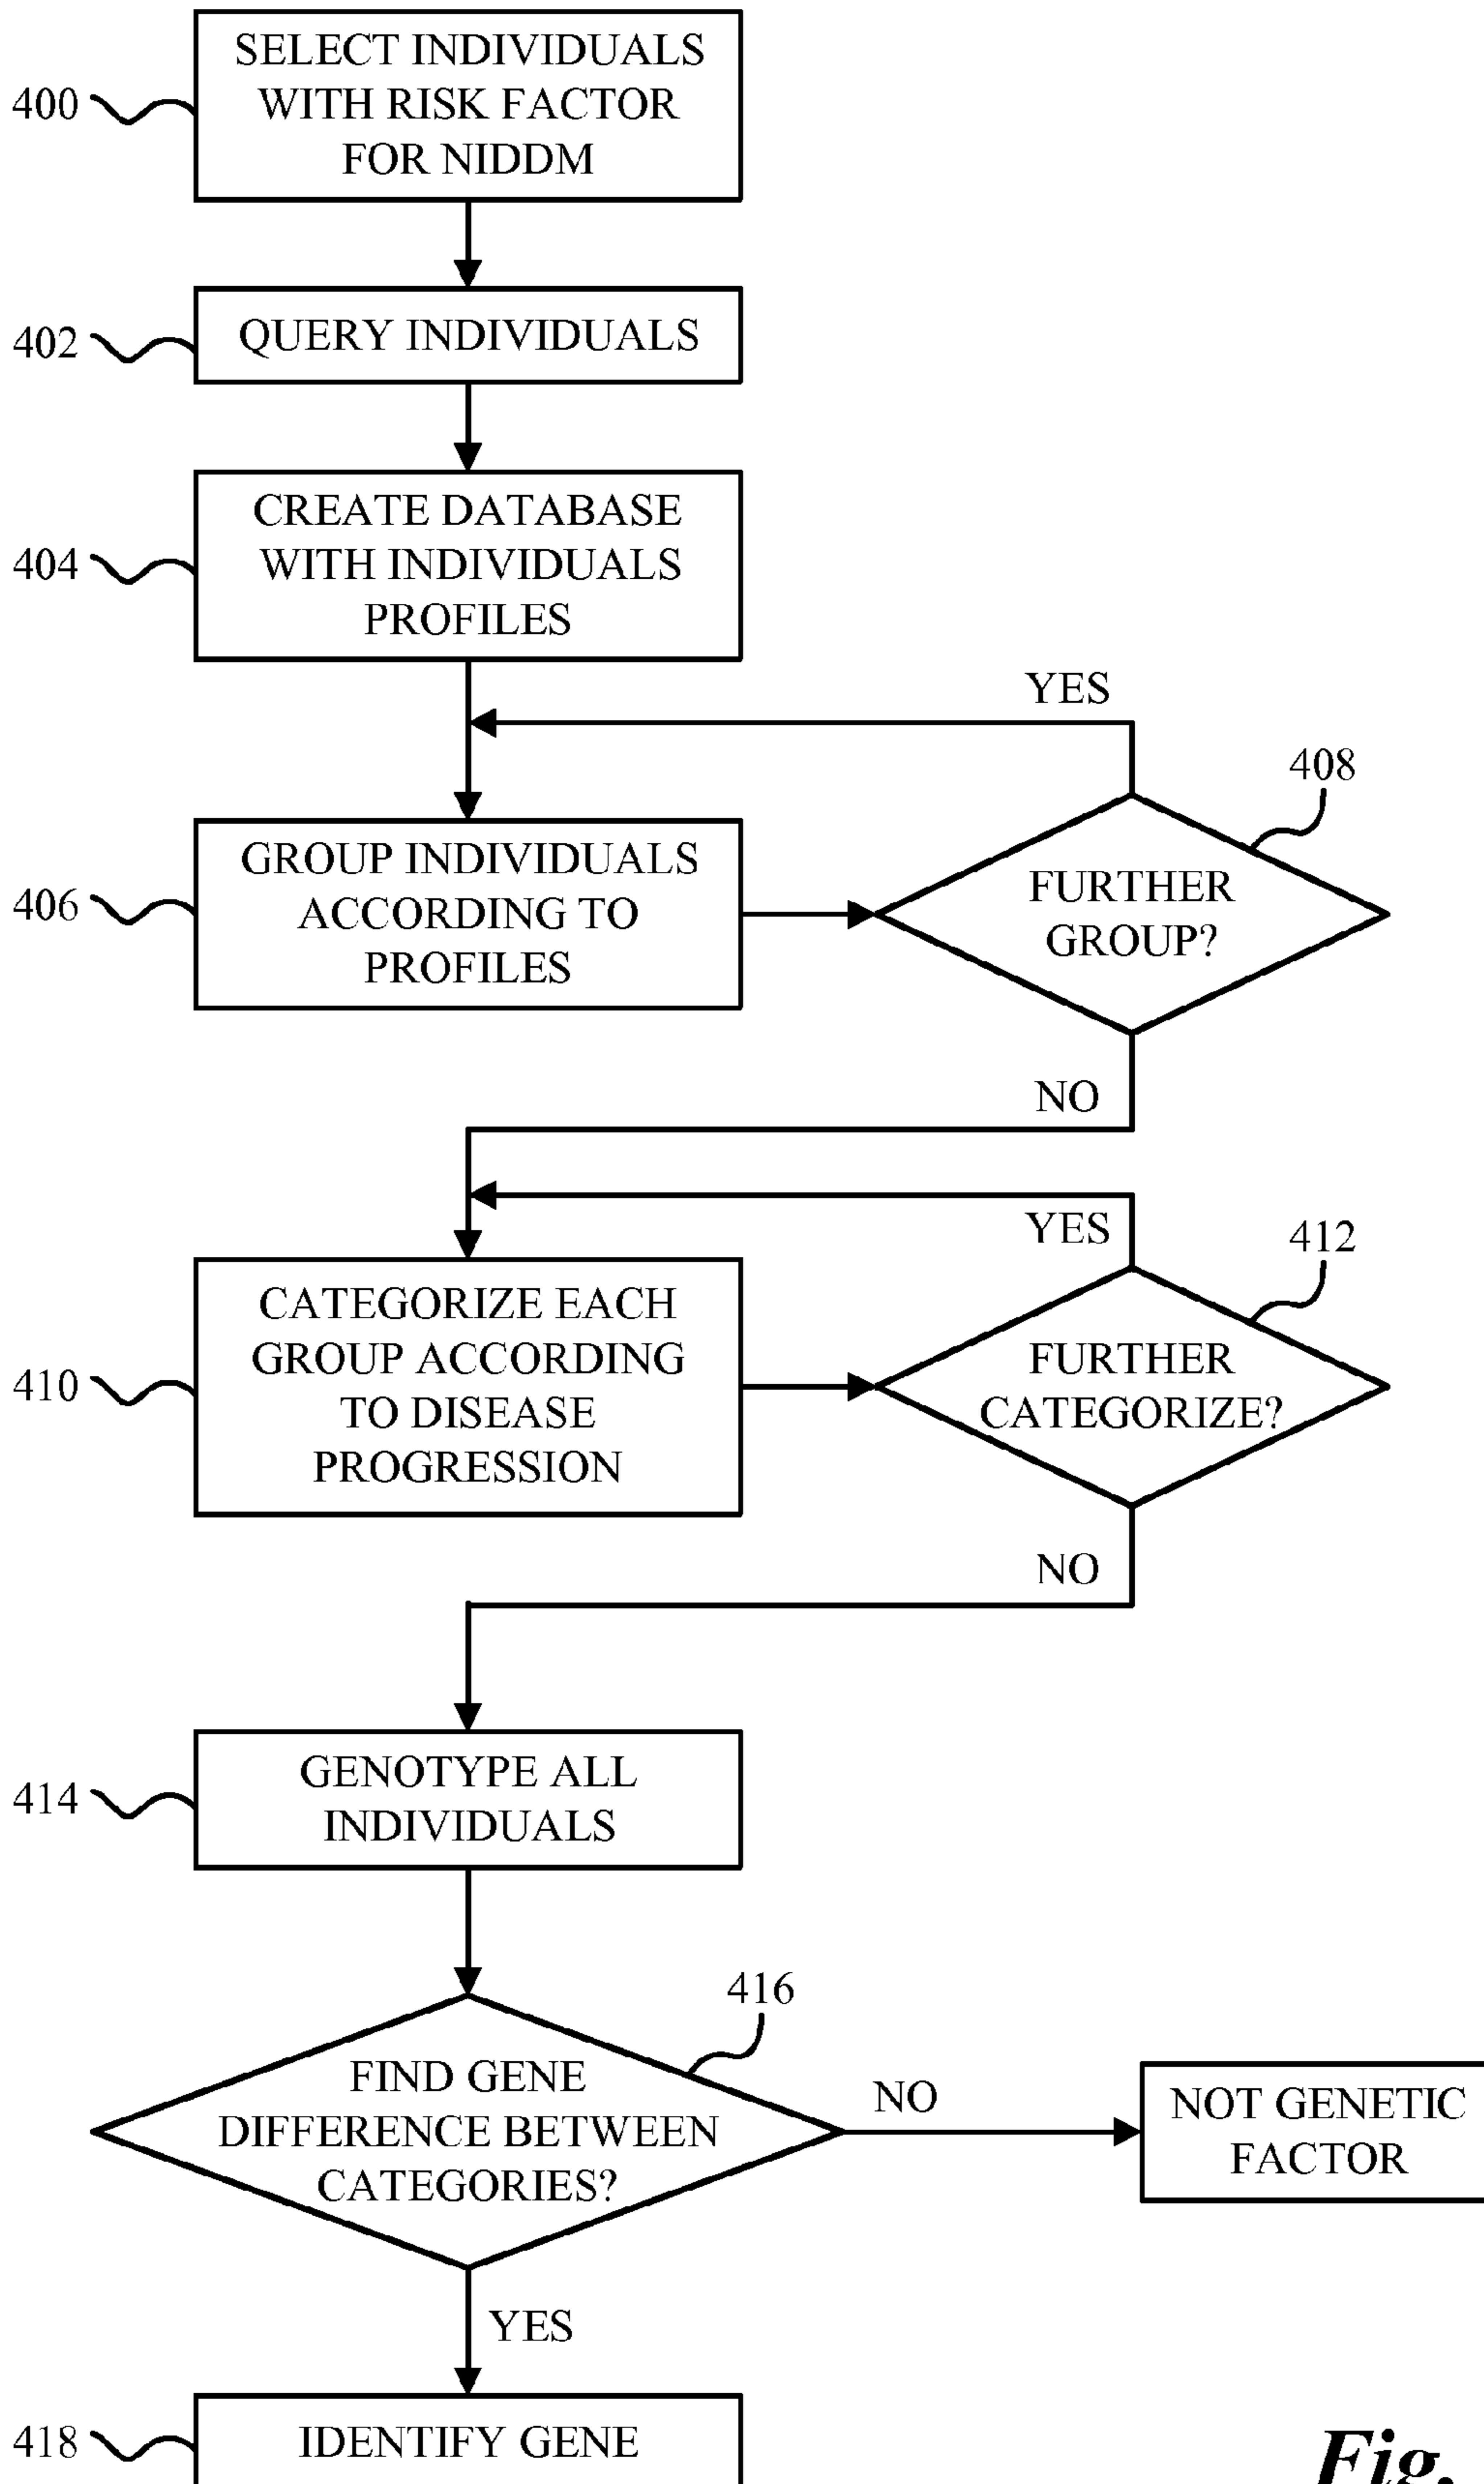 400
SELECT INDIVIDUALS
WITH RISK FACTOR
FOR NIDDM
402
QUERY INDIVIDUALS
404
CREATE DATABASE
WITH INDIVIDUALS
PROFILES
YES
408
406
GROUP INDIVIDUALS
ACCORDING TO
PROFILES
FURTHER
GROUP?
NO
YES
412
410
CATEGORIZE EACH
GROUP ACCORDING
TO DISEASE
PROGRESSION
FURTHER
CATEGORIZE?
NO
414
GENOTYPE ALL
INDIVIDUALS
416
FIND GENE
DIFFERENCE BETWEEN
CATEGORIES?
NO
NOT GENETIC
FACTOR
YES
418
IDENTIFY GENE
Fig.